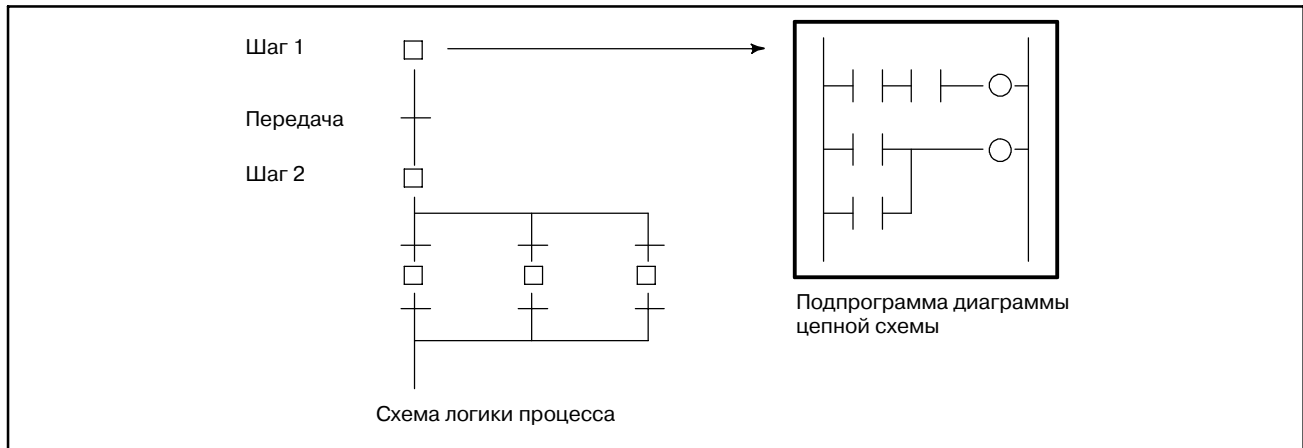 Шаг 1
Передача
Шаг 2
Подпрограмма диаграммы
цепной схемы
Схема логики процесса